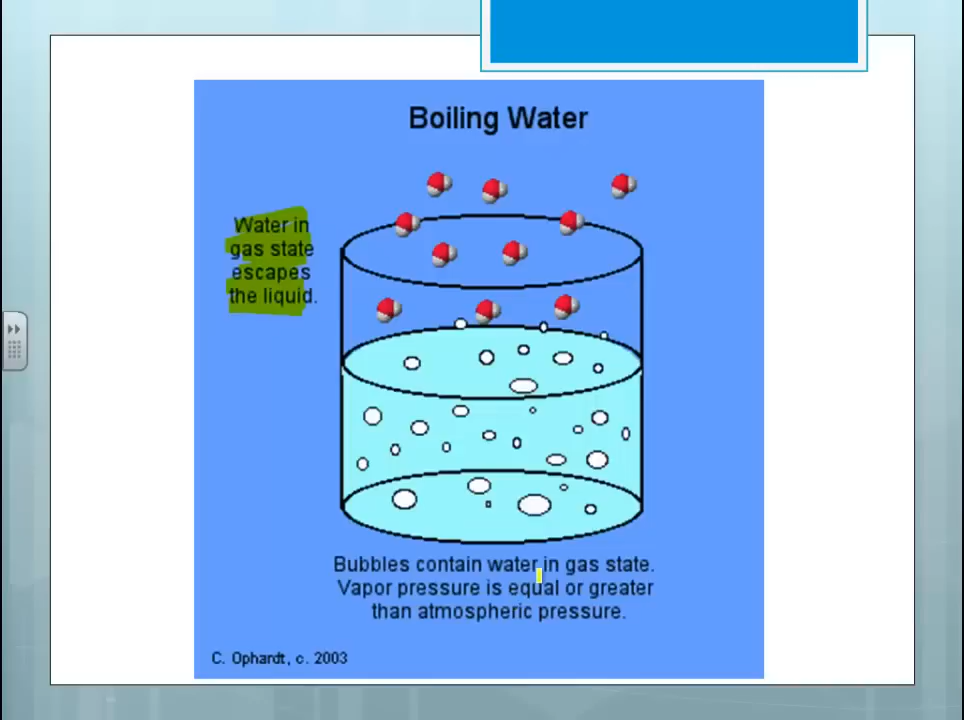 Boiling Water
Water in
gas state
escapes
the liquid.
Bubbles contain water in gas state.
Vapor pressure is equal or greater
than atmospheric pressure.
C. Ophardt, c. 2003